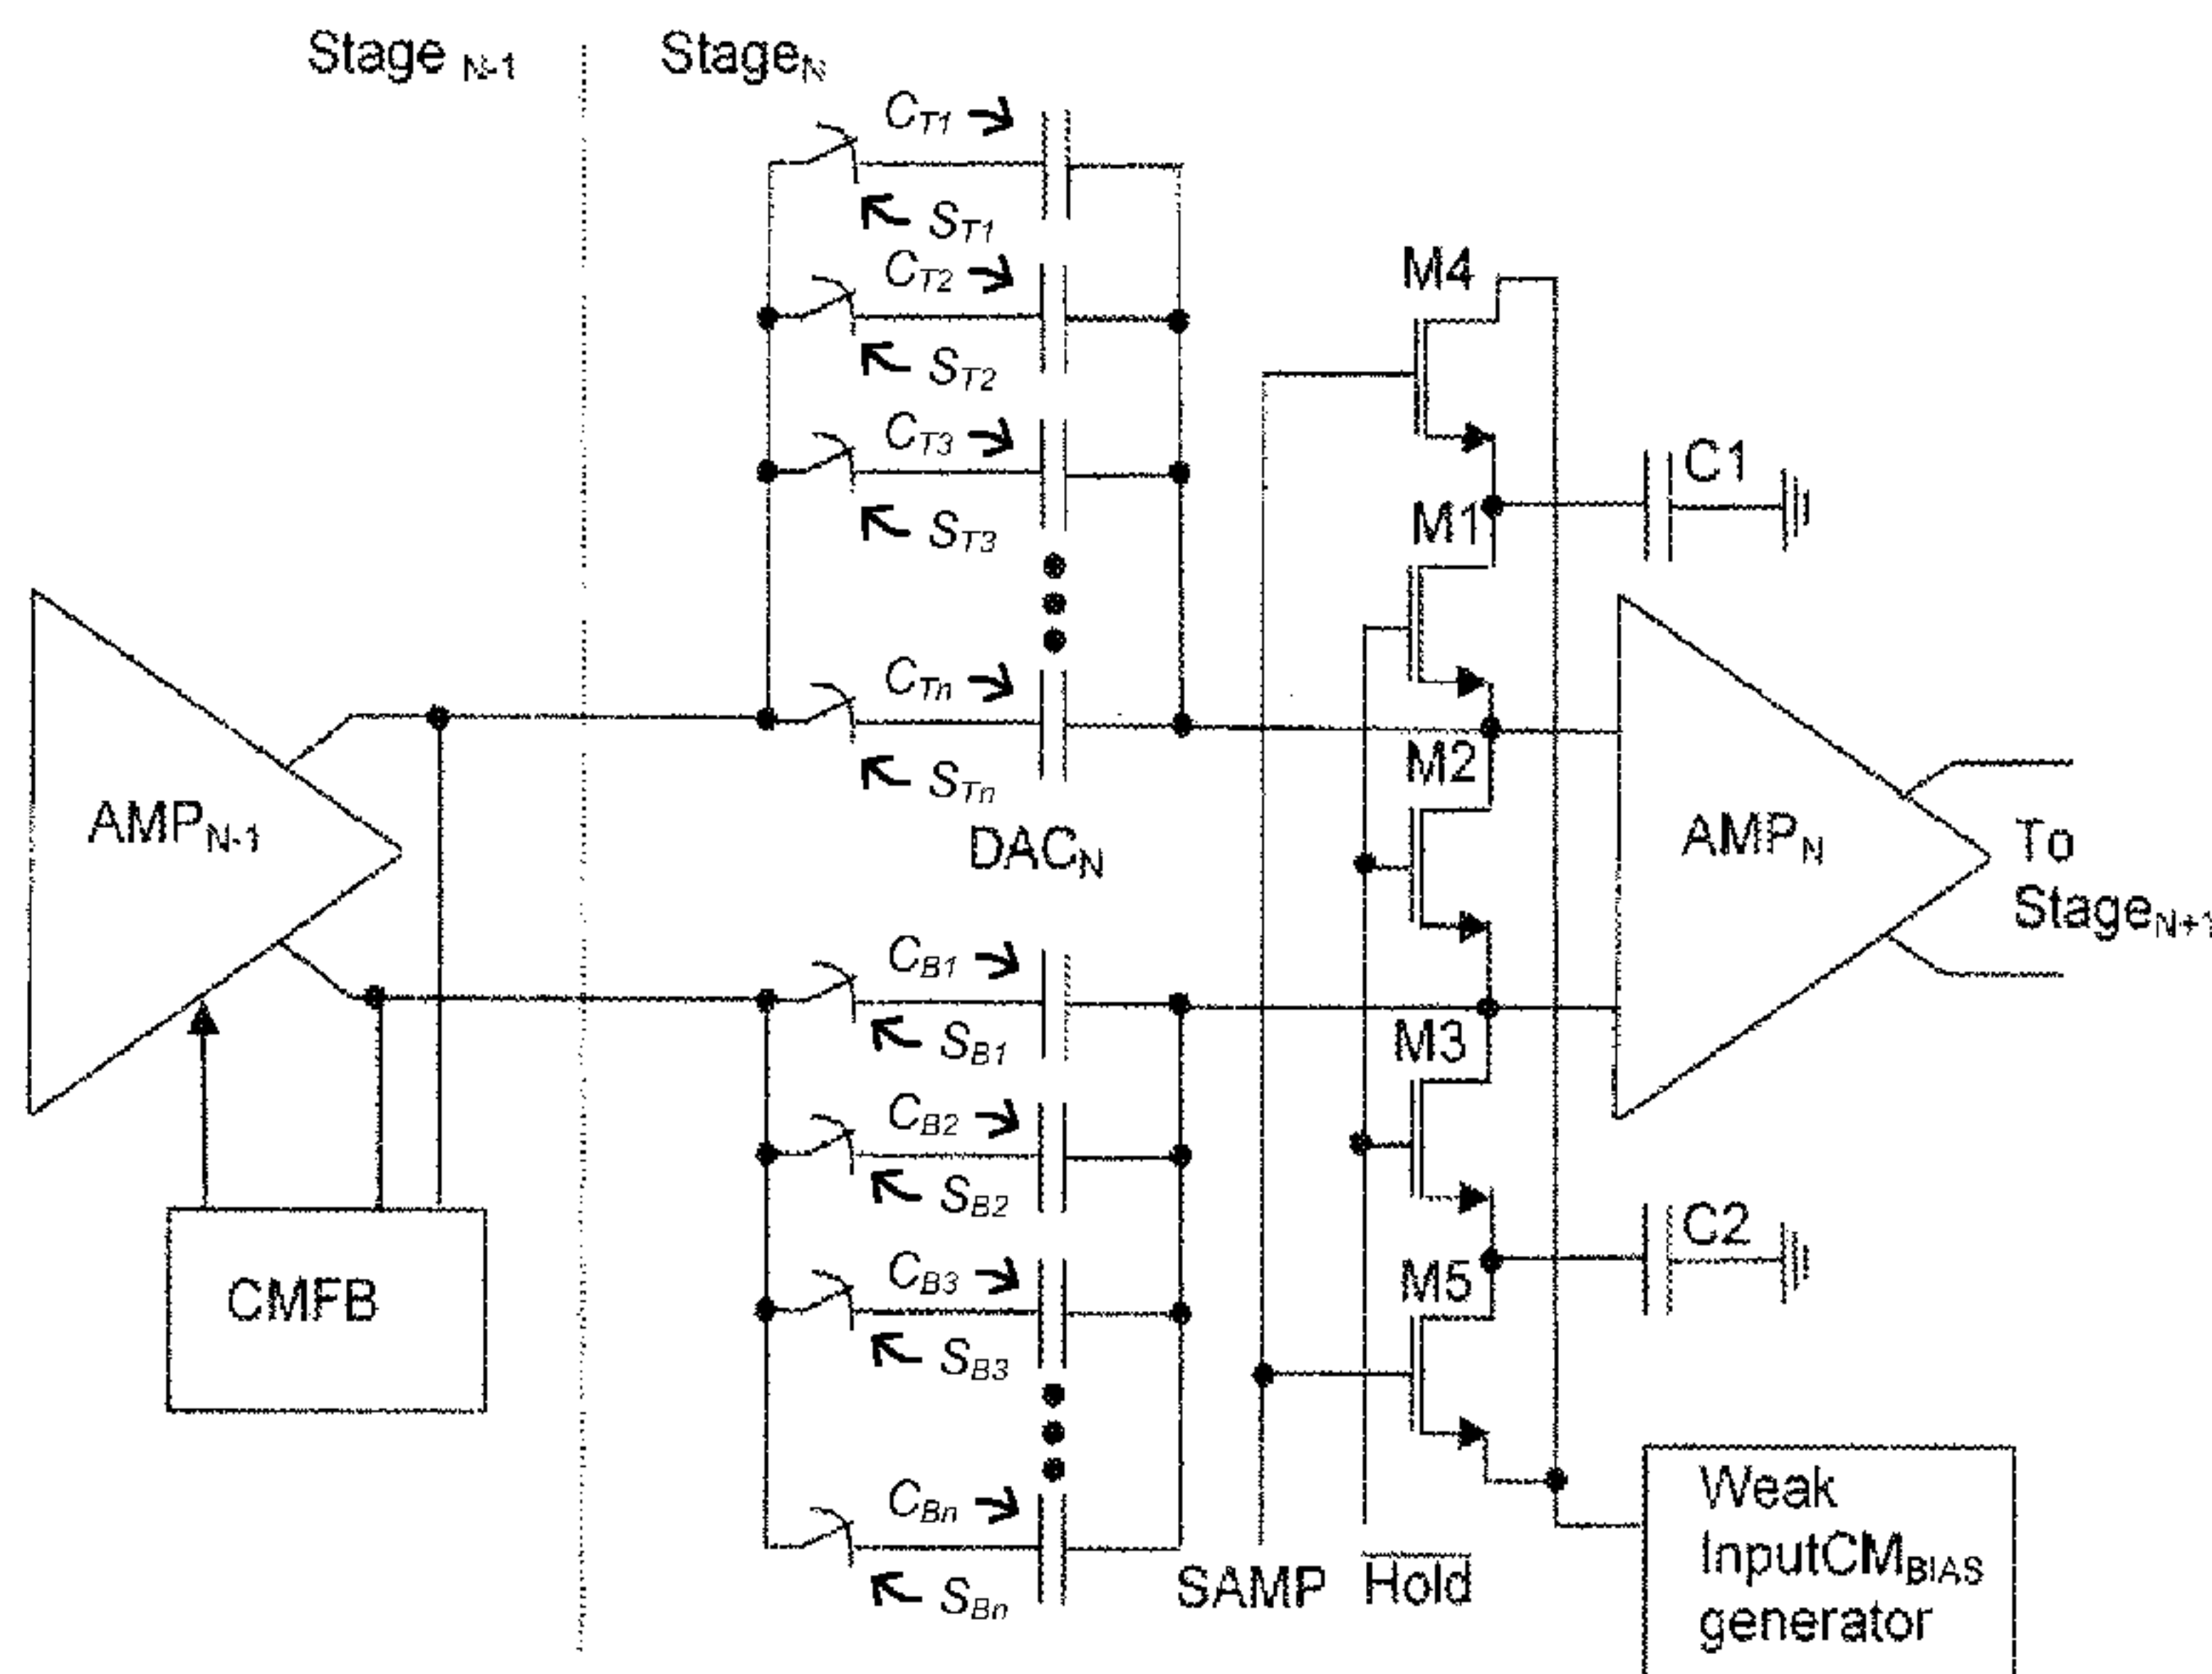 Stage N-1
StageN
CT1
ST1
CT2
ST2
CT3
ST3
CTn
STn
DACN
CB1
SB1
CB2
SB2
CB3
SB3
CBn
SBn
M4
C1
M1
M2
M3
C2
M5
AMPN-1
CMFB
AMPN
To
StageN+1
SAMP
H̅o̅l̅d̅
Weak
InputCMBIAS
generator